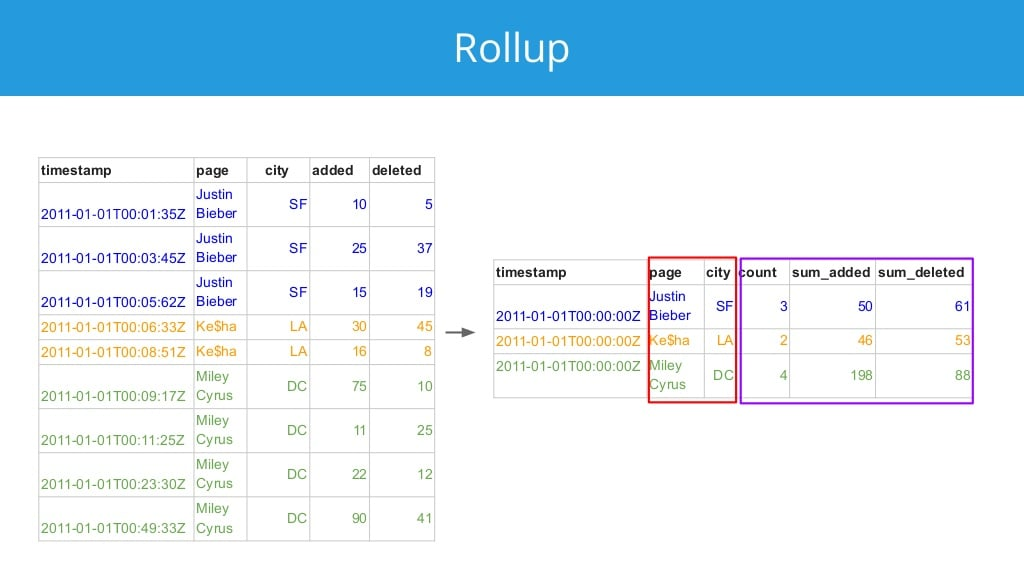 Rollup
timestamp page city added deleted
2011-01-01T00:01:35Z Justin Bieber SF 10 5
2011-01-01T00:03:45Z Justin Bieber SF 25 37
2011-01-01T00:05:62Z Justin Bieber SF 15 19
2011-01-01T00:06:33Z Ke$ha LA 30 45
2011-01-01T00:08:51Z Ke$ha LA 16 8
2011-01-01T00:09:17Z Miley Cyrus DC 75 10
2011-01-01T00:11:25Z Miley Cyrus DC 11 25
2011-01-01T00:23:30Z Miley Cyrus DC 22 12
2011-01-01T00:49:33Z Miley Cyrus DC 90 41
timestamp page city count sum_added sum_deleted
2011-01-01T00:00:00Z Justin Bieber SF 3 50 61
2011-01-01T00:00:00Z Ke$ha LA 2 46 53
2011-01-01T00:00:00Z Miley Cyrus DC 4 198 88